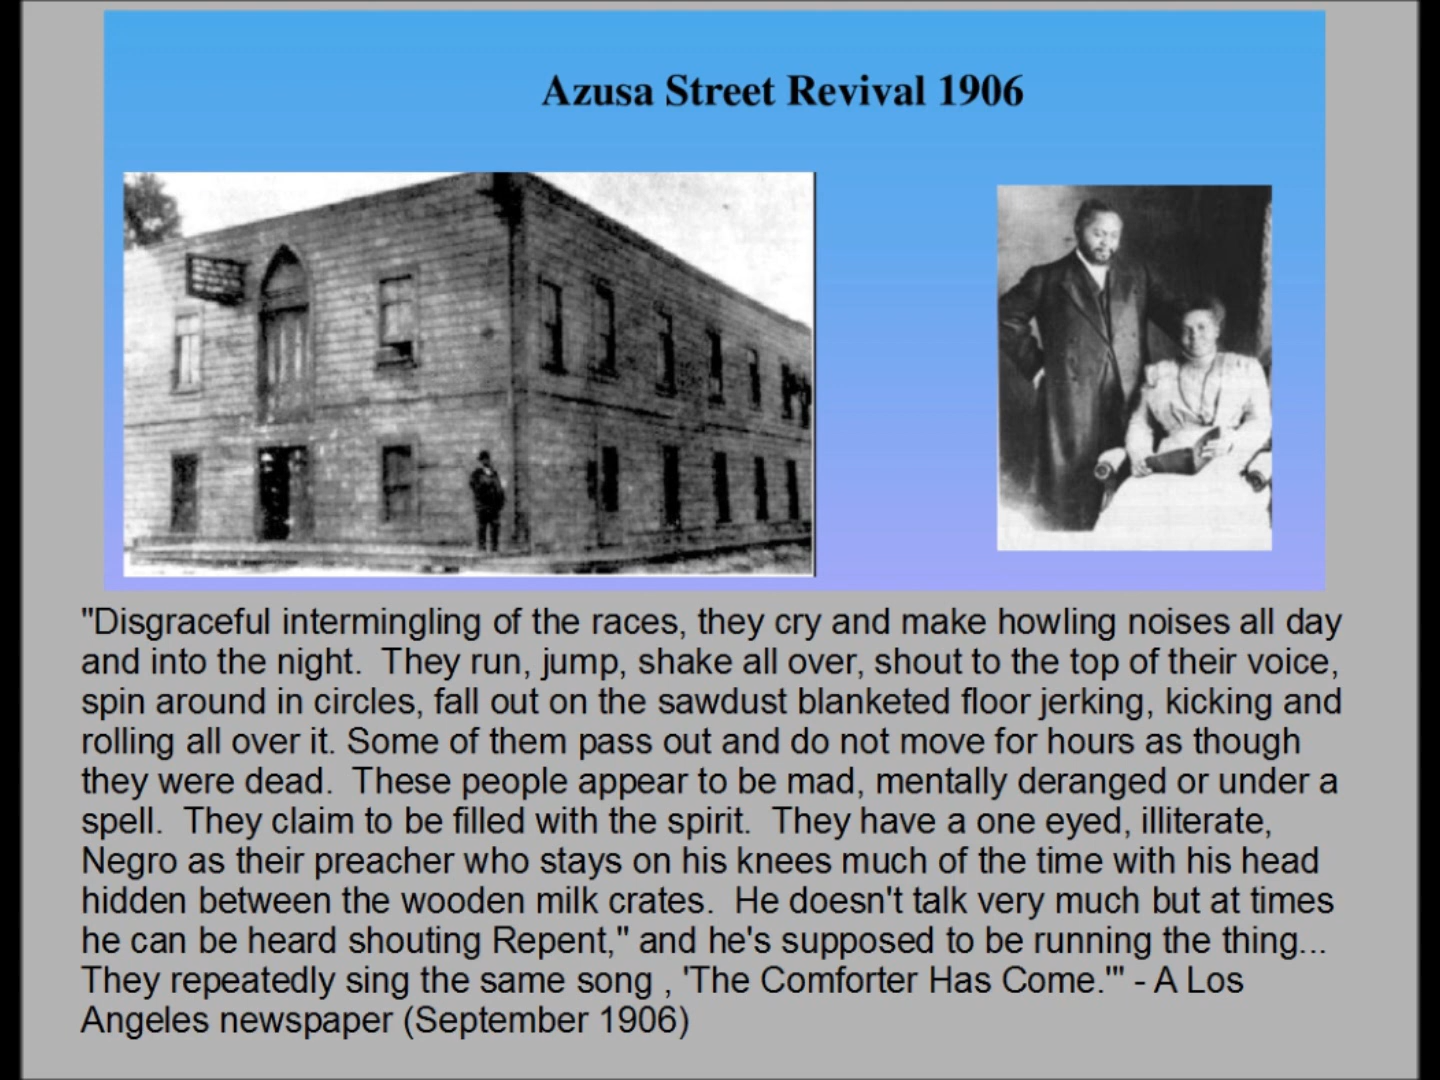 Azusa Street Revival 1906
"Disgraceful intermingling of the races, they cry and make howling noises all day
and into the night.  They run, jump, shake all over, shout to the top of their voice,
spin around in circles, fall out on the sawdust blanketed floor jerking, kicking and
rolling all over it. Some of them pass out and do not move for hours as though
they were dead.  These people appear to be mad, mentally deranged or under a
spell.  They claim to be filled with the spirit.  They have a one eyed, illiterate,
Negro as their preacher who stays on his knees much of the time with his head
hidden between the wooden milk crates.  He doesn't talk very much but at times
he can be heard shouting Repent," and he's supposed to be running the thing...
They repeatedly sing the same song , 'The Comforter Has Come.'" - A Los
Angeles newspaper (September 1906)